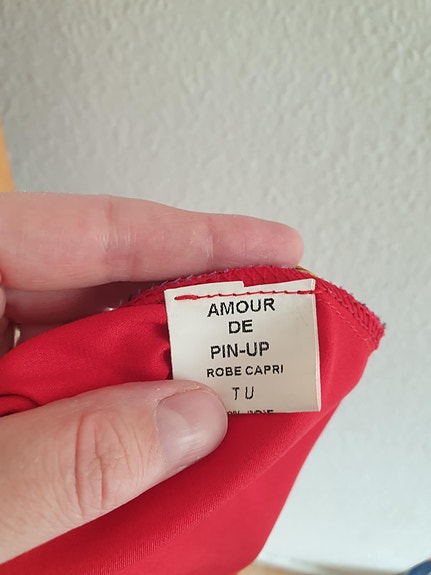 AMOUR
DE
PIN-UP
ROBE CAPRI
TU